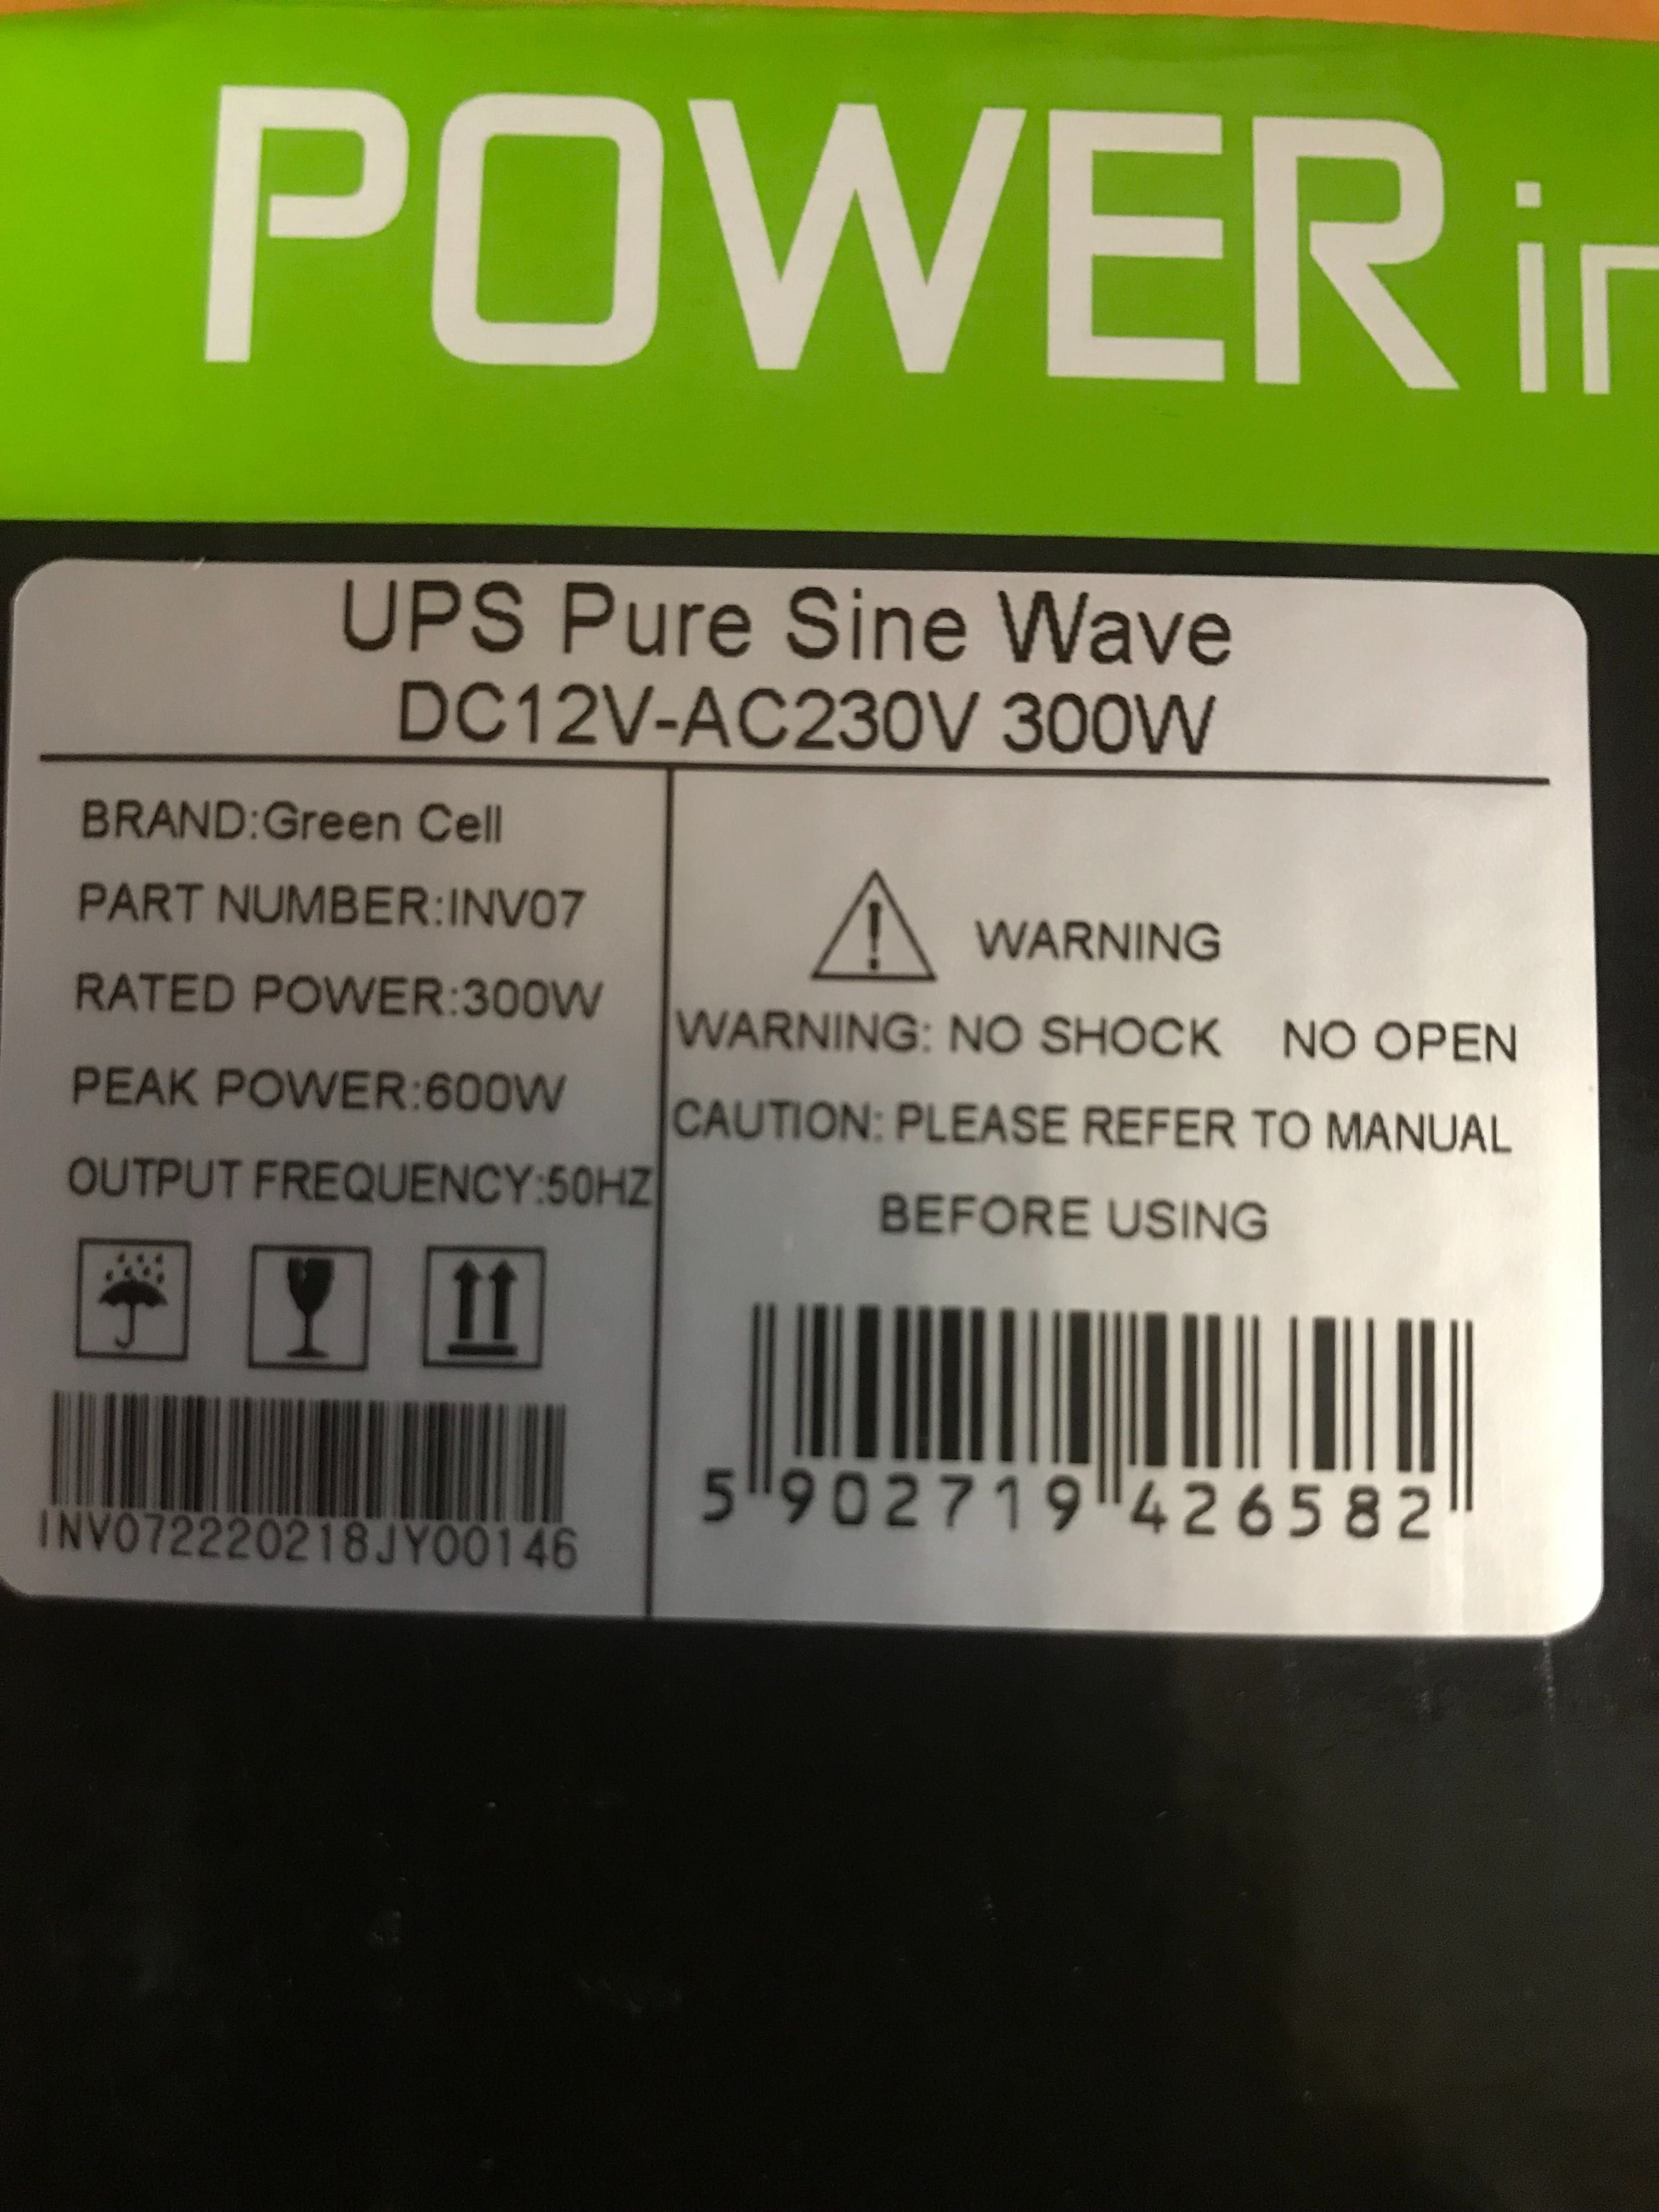 POWER in
UPS Pure Sine Wave
DC12V-AC230V 300W
BRAND:Green Cell
PART NUMBER:INV07
RATED POWER:300W
PEAK POWER:600W
OUTPUT FREQUENCY:50HZ
INV072220218JY00146
WARNING
WARNING: NO SHOCK NO OPEN
CAUTION: PLEASE REFER TO MANUAL
BEFORE USING
5 902719 426582